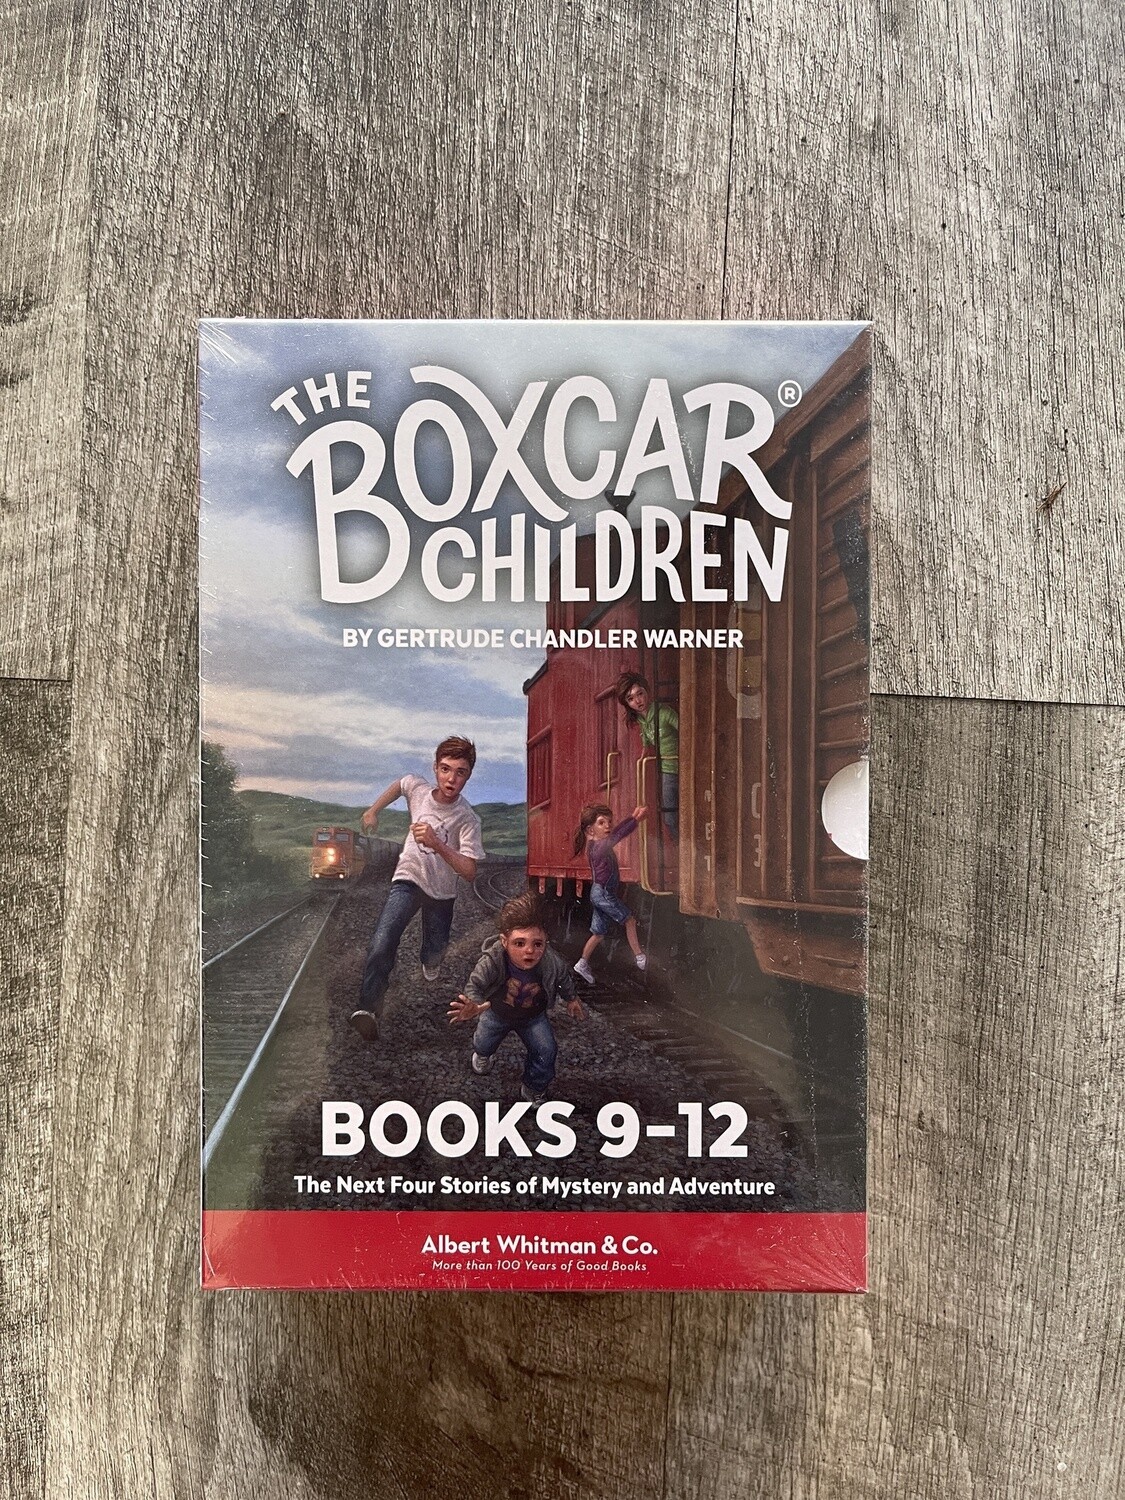 THE
BOXCAR®
CHILDREN
BY GERTRUDE CHANDLER WARNER
BOOKS 9-12
The Next Four Stories of Mystery and Adventure
Albert Whitman & Co.
More than 100 Years of Good Books